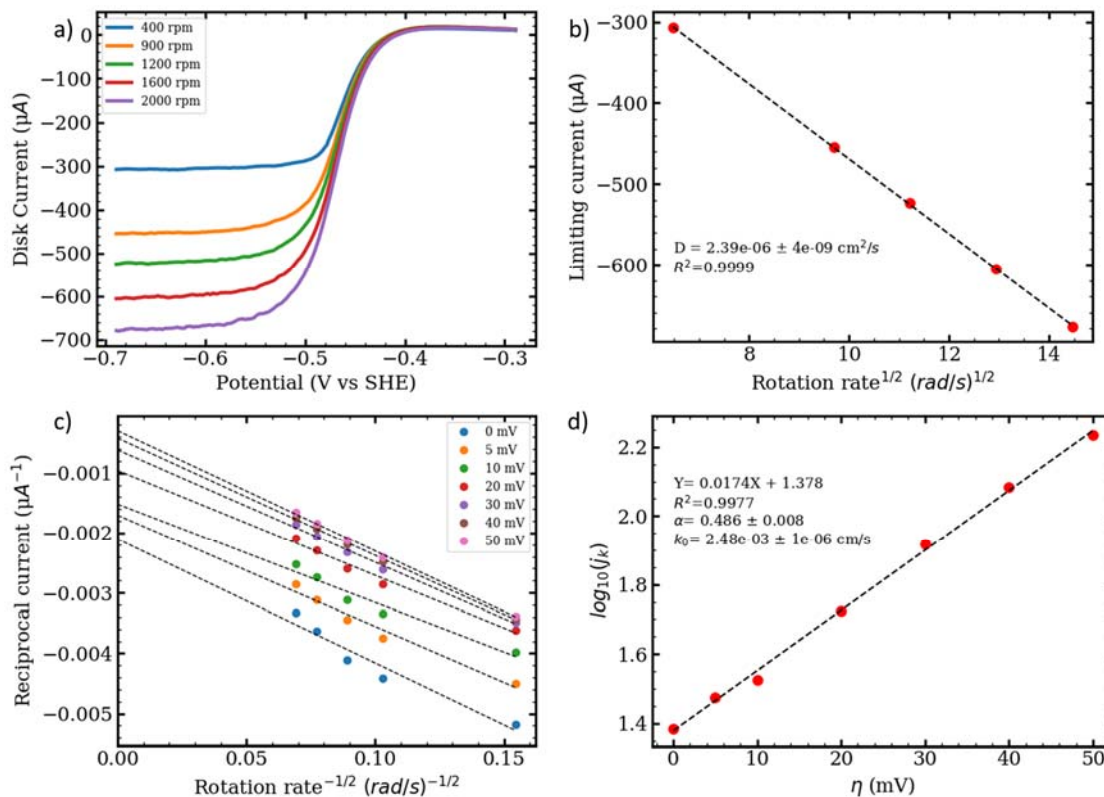 a)
400 rpm
900 rpm
1200 rpm
1600 rpm
2000 rpm
0
−100
−200
−300
−400
−500
−600
−700
Disk Current (µA)
−0.7 −0.6 −0.5 −0.4 −0.3
Potential (V vs SHE)
b)
−300
−400
−500
−600
Limiting current (µA)
D = 2.39e-06 ± 4e-09 cm²/s
R²=0.9999
8 10 12 14
Rotation rate^1/2 (rad/s)^1/2
c)
0 mV
5 mV
10 mV
20 mV
30 mV
40 mV
50 mV
−0.001
−0.002
−0.003
−0.004
−0.005
Reciprocal current (µA⁻¹)
0.00 0.05 0.10 0.15
Rotation rate^−1/2 (rad/s)^−1/2
d)
2.2
2.0
1.8
1.6
1.4
log₁₀(jₖ)
Y= 0.0174X + 1.378
R²=0.9977
α= 0.486 ± 0.008
k₀= 2.48e-03 ± 1e-06 cm/s
0 10 20 30 40 50
η (mV)